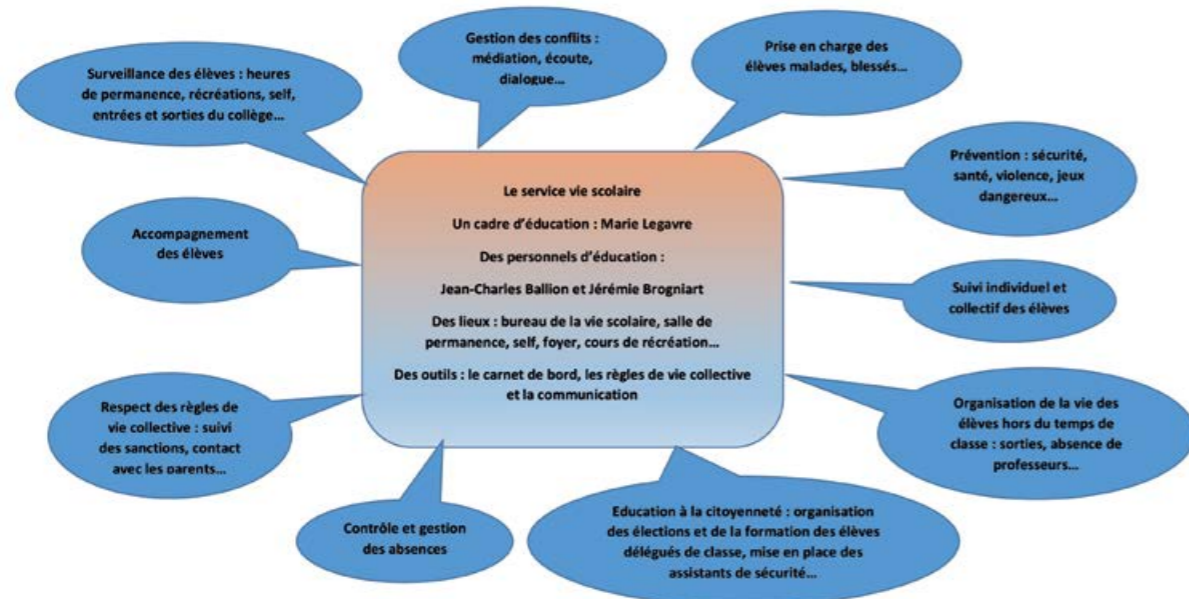 Gestion des conflits :
médiation, écoute,
dialogue…
Prise en charge des
élèves malades, blessés…
Surveillance des élèves : heures
de permanence, récréations, self,
entrées et sorties du collège…
Prévention : sécurité,
santé, violence, jeux
dangereux…
Le service vie scolaire
Un cadre d’éducation : Marie Legavre
Des personnels d’éducation :
Jean-Charles Ballion et Jérémie Brogniart
Des lieux : bureau de la vie scolaire, salle de
permanence, self, foyer, cours de récréation…
Des outils : le carnet de bord, les règles de vie collective
et la communication
Accompagnement
des élèves
Suivi individuel et
collectif des élèves
Respect des règles de
vie collective : suivi
des sanctions, contact
avec les parents…
Organisation de la vie des
élèves hors du temps de
classe : sorties, absence de
professeurs…
Contrôle et gestion
des absences
Education à la citoyenneté : organisation
des élections et de la formation des élèves
délégués de classe, mise en place des
assistants de sécurité…